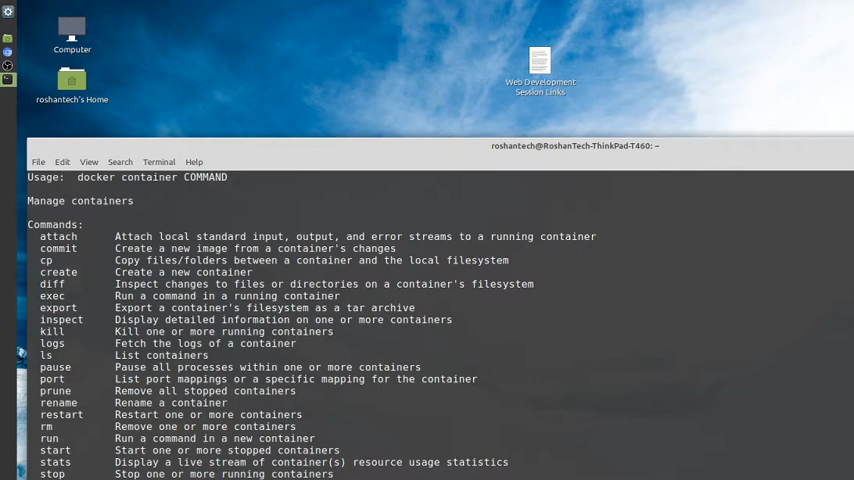 Computer
roshantech's Home
Web Development
Session Links
roshantech@RoshanTech-ThinkPad-T460: ~
File Edit View Search Terminal Help
Usage:  docker container COMMAND
Manage containers
Commands:
attach      Attach local standard input, output, and error streams to a running container
commit      Create a new image from a container's changes
cp          Copy files/folders between a container and the local filesystem
create      Create a new container
diff        Inspect changes to files or directories on a container's filesystem
exec        Run a command in a running container
export      Export a container's filesystem as a tar archive
inspect     Display detailed information on one or more containers
kill        Kill one or more running containers
logs        Fetch the logs of a container
ls          List containers
pause       Pause all processes within one or more containers
port        List port mappings or a specific mapping for the container
prune       Remove all stopped containers
rename      Rename a container
restart     Restart one or more containers
rm          Remove one or more containers
run         Run a command in a new container
start       Start one or more stopped containers
stats       Display a live stream of container(s) resource usage statistics
stop        Stop one or more running containers